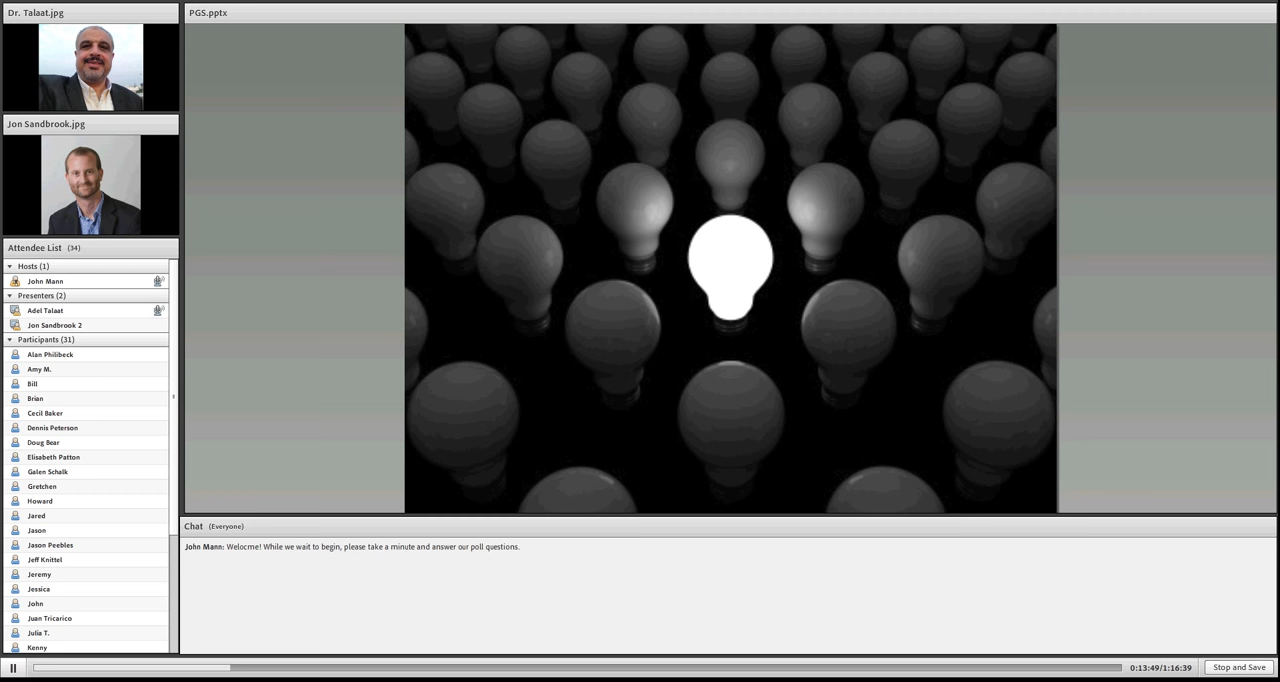 Dr. Talaat.jpg
Jon Sandbrook.jpg
Attendee List (34)
Hosts (1)
John Mann
Presenters (2)
Adel Talaat
Jon Sandbrook 2
Participants (31)
Alan Philibeck
Amy M.
Bill
Brian
Cecil Baker
Dennis Peterson
Doug Bear
Elisabeth Patton
Galen Schalk
Gretchen
Howard
Jared
Jason
Jason Peebles
Jeff Knittel
Jeremy
Jessica
John
Juan Tricarico
Julia T.
Kenny
PGS.pptx
Chat (Everyone)
John Mann: Welocme! While we wait to begin, please take a minute and answer our poll questions.
0:13:49/1:16:39
Stop and Save